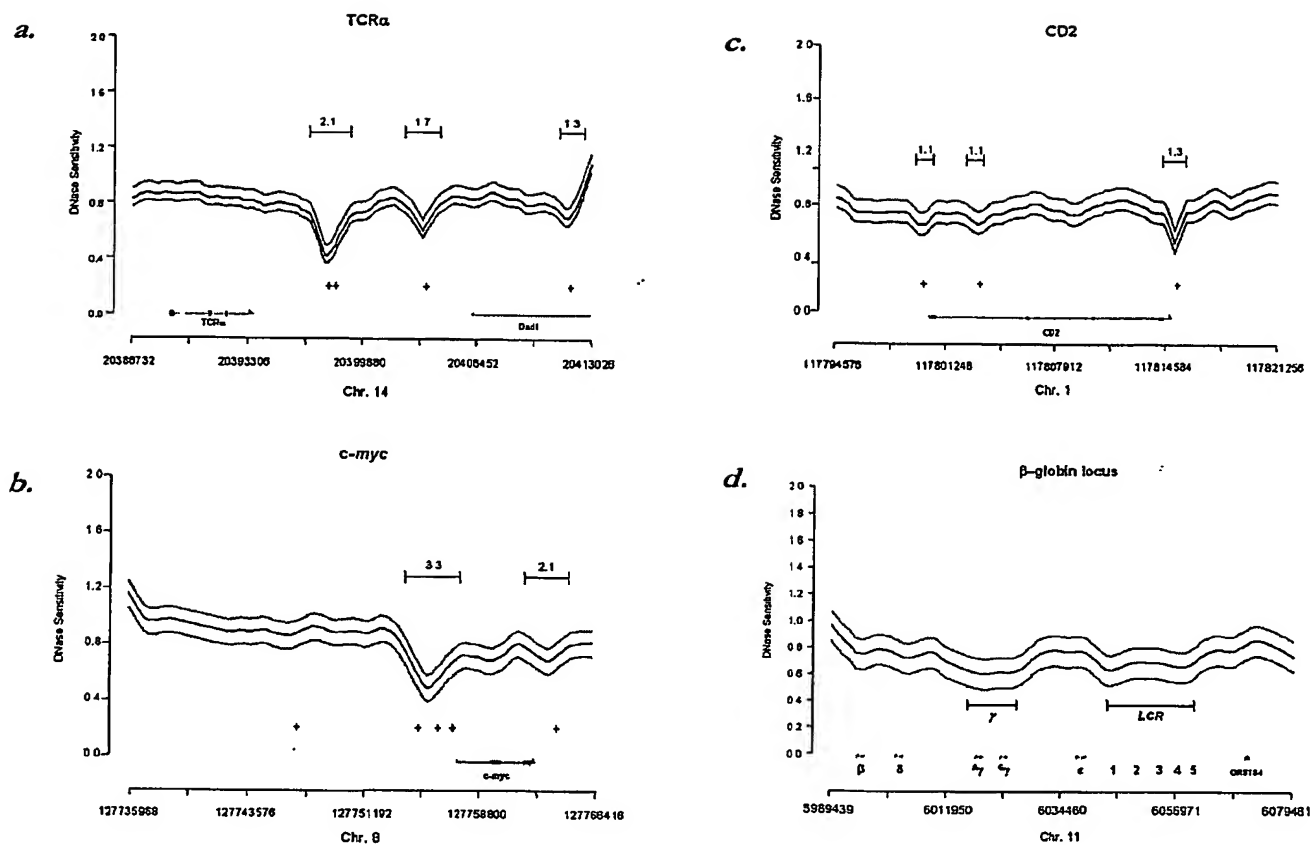 a.
TCRα
DNase Sensitivity
2.0
1.6
1.2
0.8
0.4
0.0
2.1
1.7
1.3
++
+
+
TCRα
Dad1
20386732
20393306
20399880
20406452
20413026
Chr. 14
c.
CD2
DNase Sensitivity
2.0
1.6
1.2
0.8
0.4
0.0
1.1
1.1
1.3
+
+
+
CD2
117794576
117801248
117807912
117814584
117821256
Chr. 1
b.
c-myc
DNase Sensitivity
2.0
1.6
1.2
0.8
0.4
0.0
3.3
2.1
+
+ + +
+
c-myc
127735968
127743576
127751192
127758800
127766416
Chr. 8
d.
β-globin locus
DNase Sensitivity
2.0
1.8
1.6
1.4
1.2
1.0
0.8
0.6
0.4
0.2
0.0
γ
LCR
β
δ
γ
γ
ε
1
2
3
4
5
5989439
6011950
6034460
6056971
6079481
Chr. 11